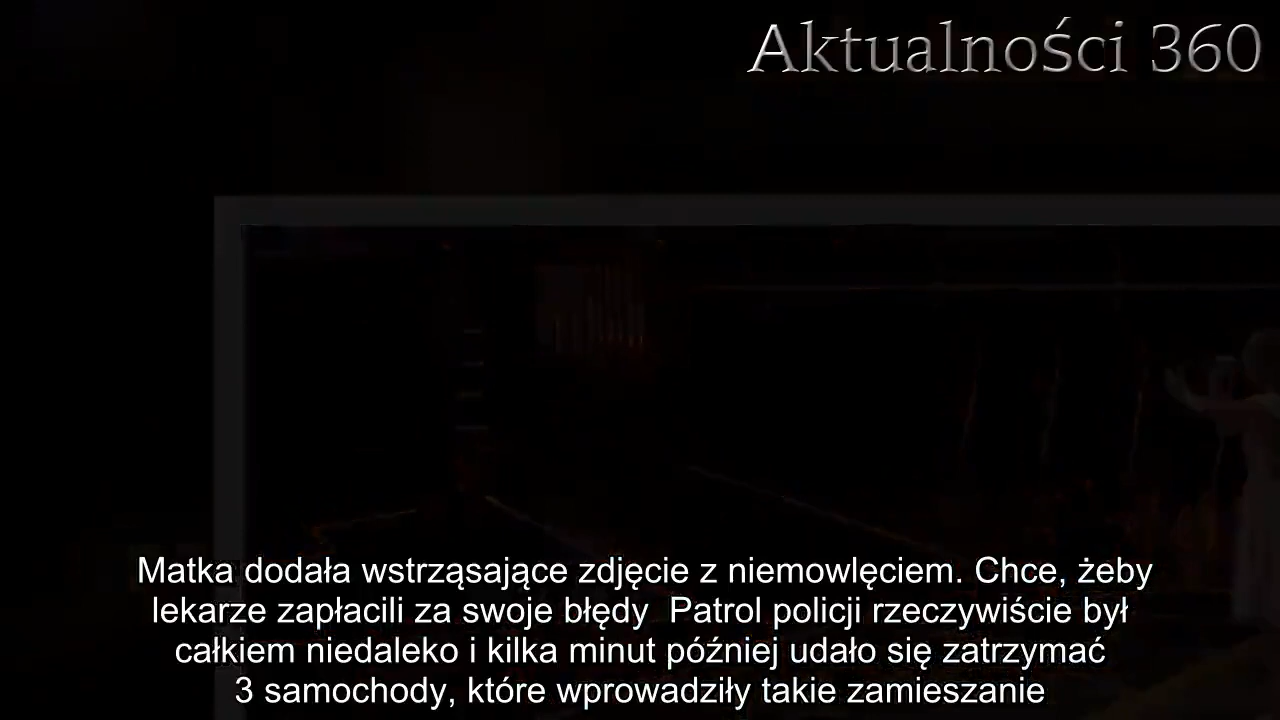 Aktualności 360
Matka dodała wstrząsające zdjęcie z niemowlęciem. Chce, żeby
lekarze zapłacili za swoje błędy  Patrol policji rzeczywiście był
całkiem niedaleko i kilka minut później udało się zatrzymać
3 samochody, które wprowadziły takie zamieszanie